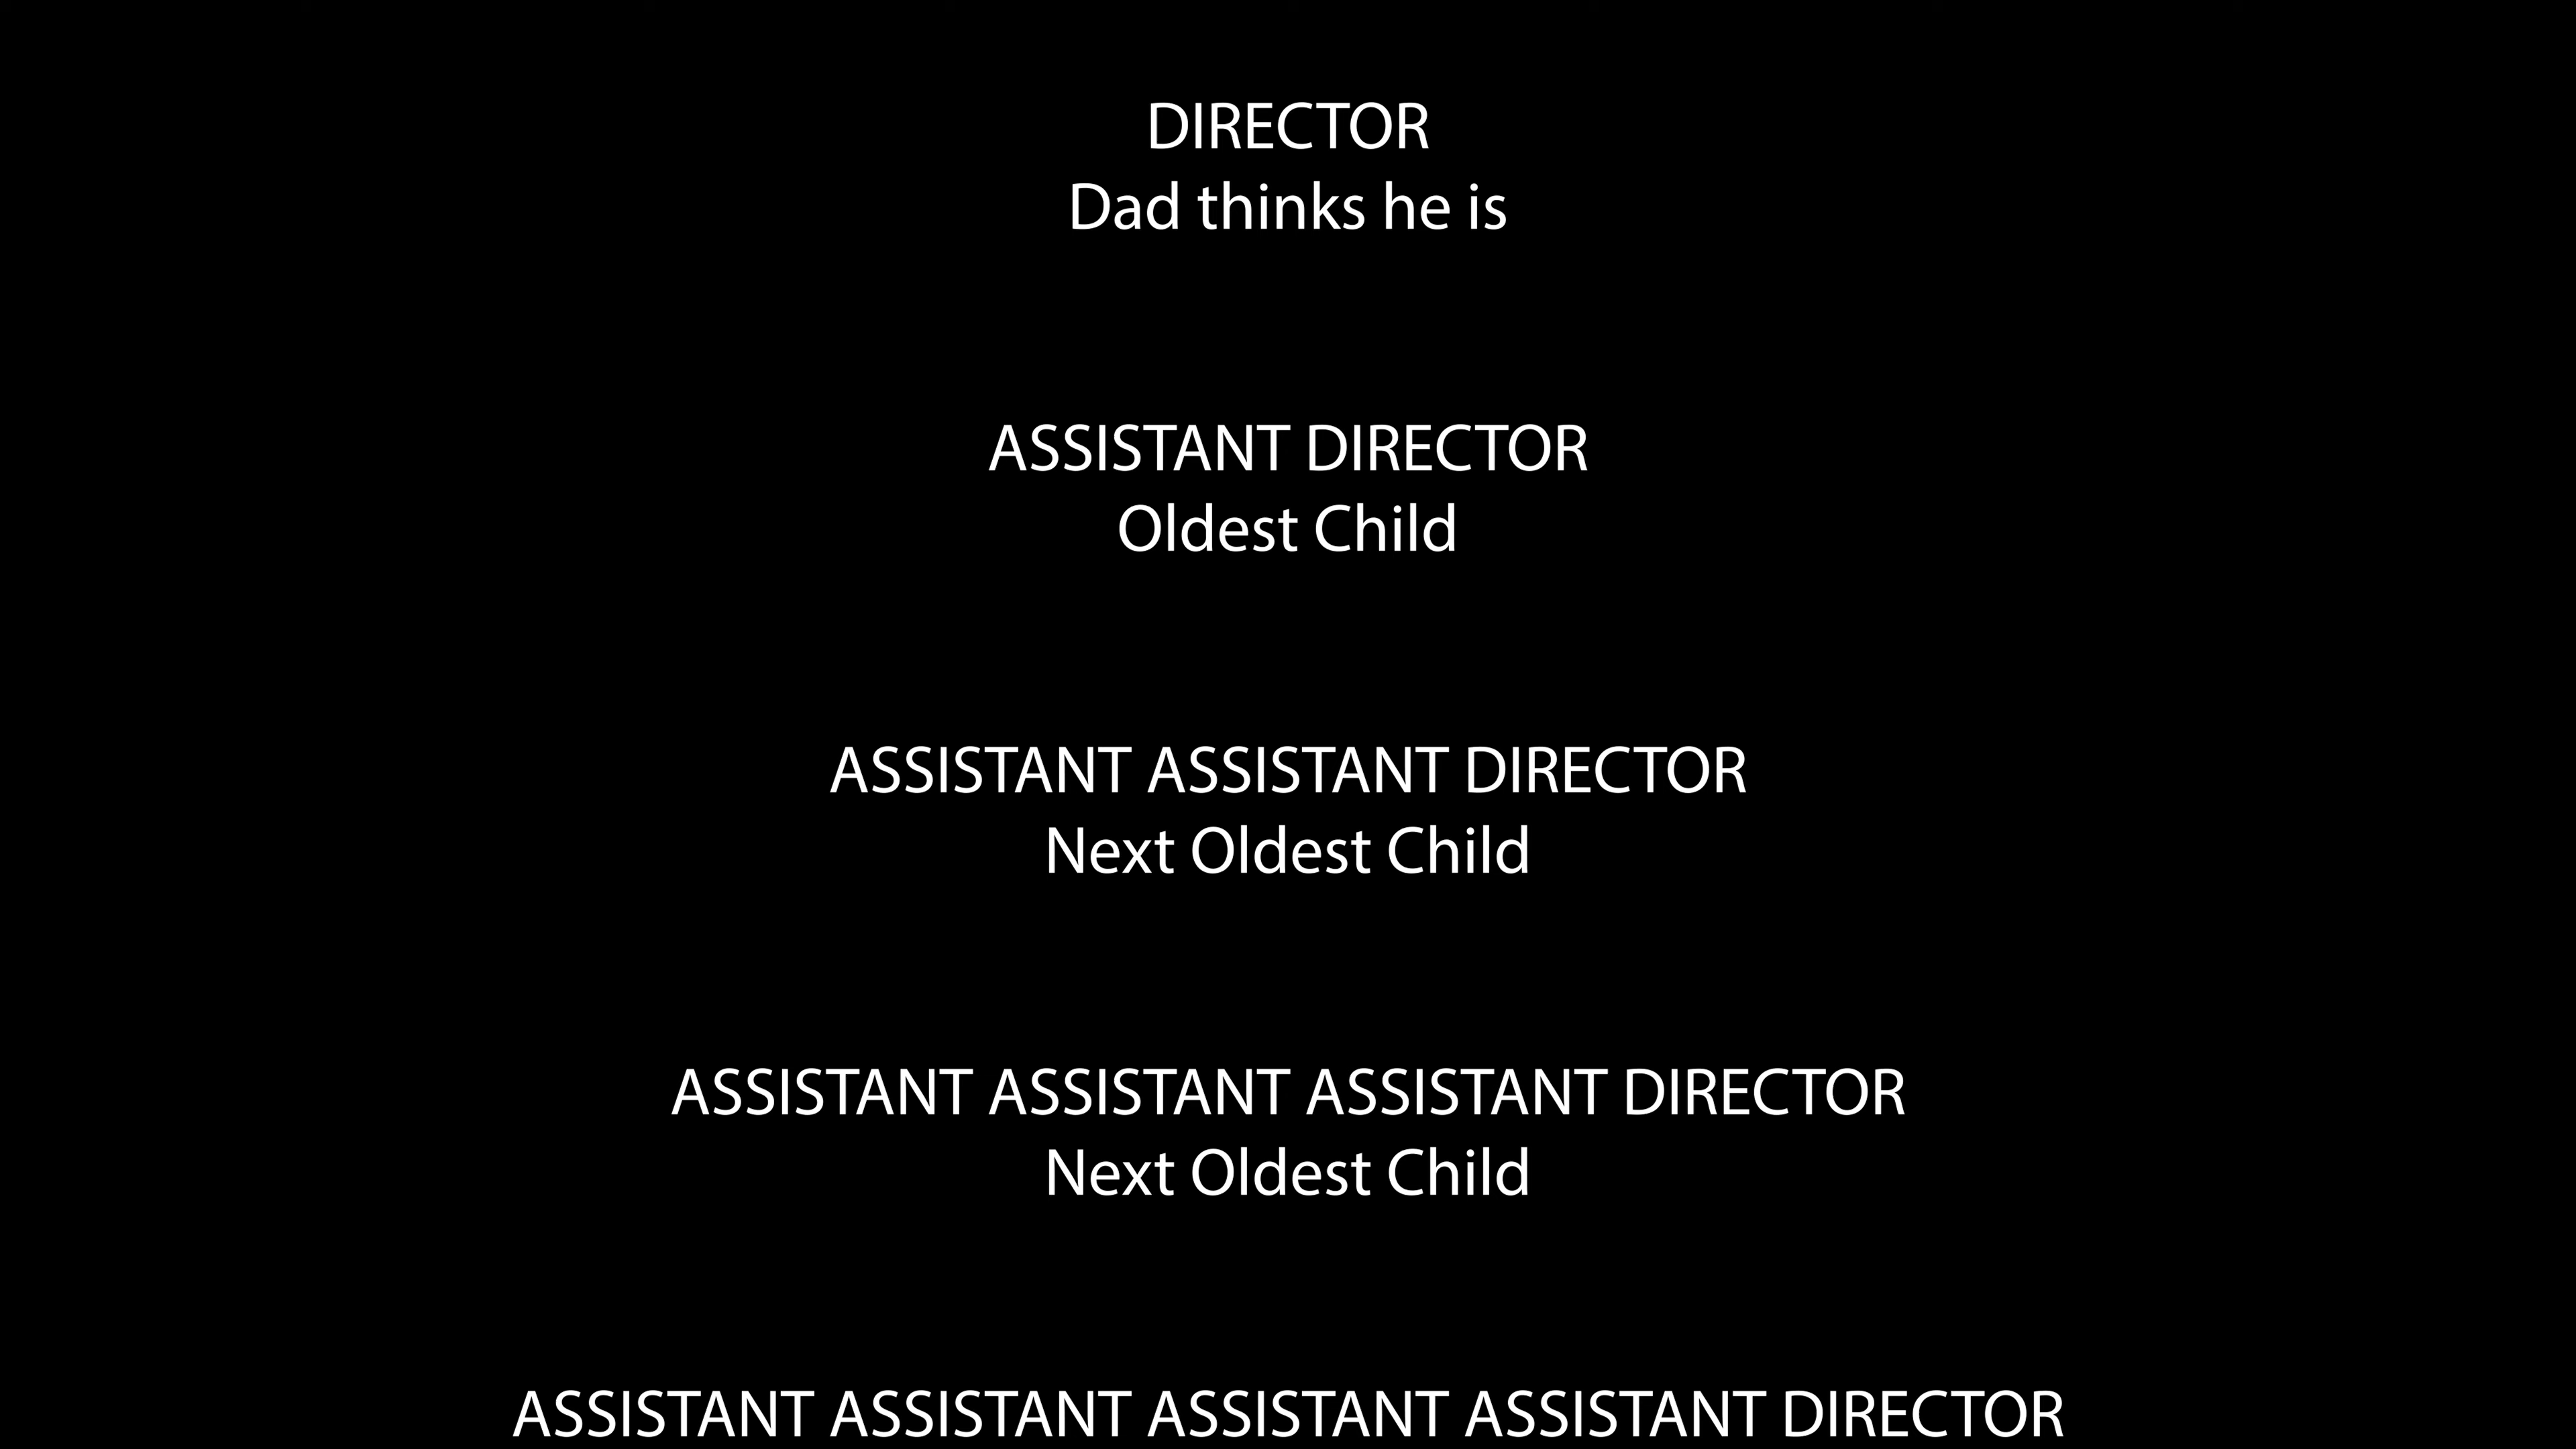 DIRECTOR
Dad thinks he is
ASSISTANT DIRECTOR
Oldest Child
ASSISTANT ASSISTANT DIRECTOR
Next Oldest Child
ASSISTANT ASSISTANT ASSISTANT DIRECTOR
Next Oldest Child
ASSISTANT ASSISTANT ASSISTANT ASSISTANT DIRECTOR